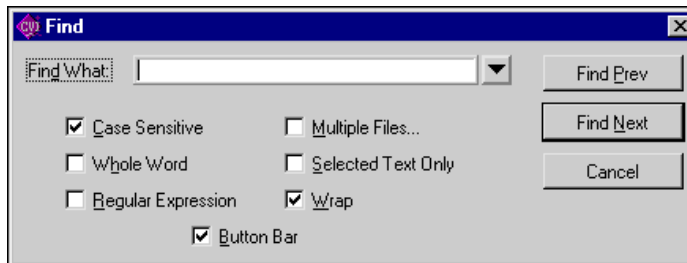 CVI Find
Find What:
Find Prev
Case Sensitive
Multiple Files...
Find Next
Whole Word
Selected Text Only
Cancel
Regular Expression
Wrap
Button Bar